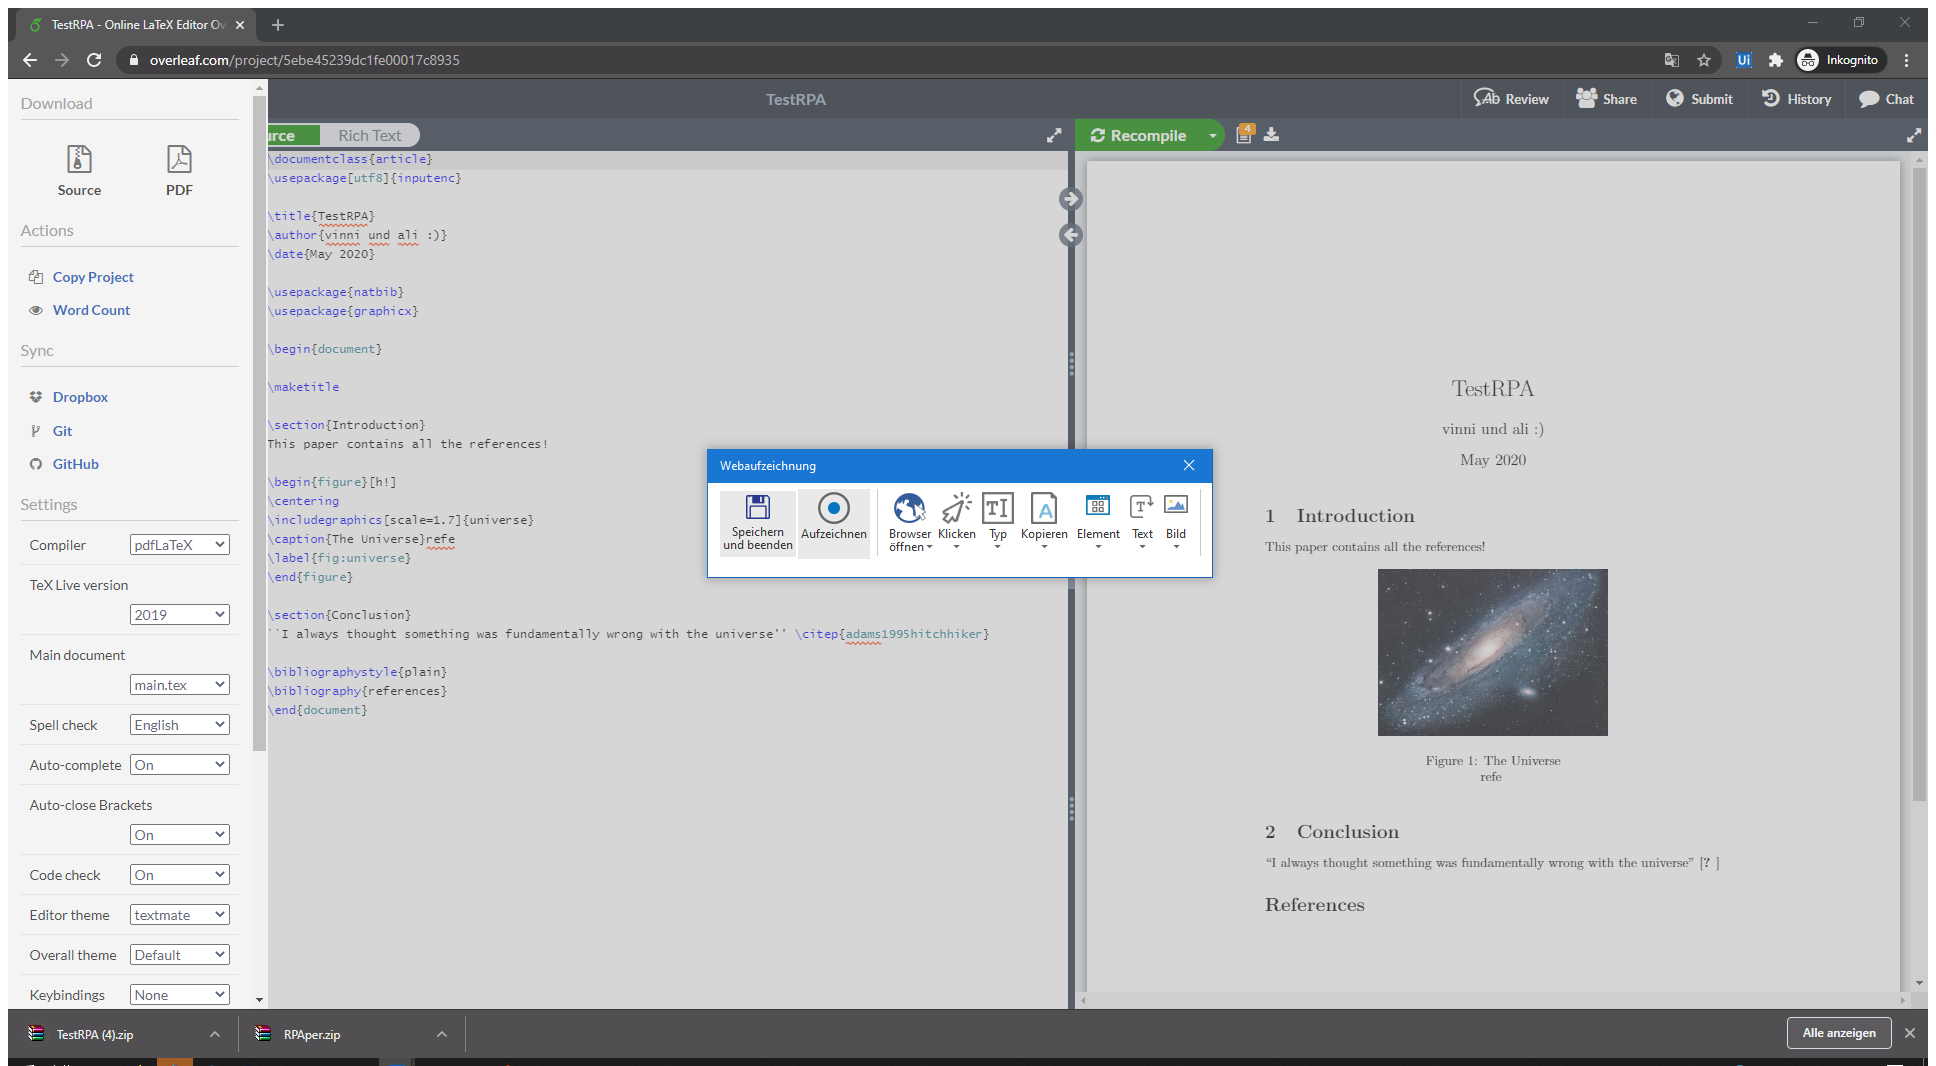 TestRPA - Online LaTeX Editor Ov
overleaf.com/project/5ebe45239dc1fe00017c8935
Ui
Inkognito
Download
Source
PDF
Actions
Copy Project
Word Count
Sync
Dropbox
Git
GitHub
Settings
Compiler pdfLaTeX
TeX Live version
2019
Main document
main.tex
Spell check English
Auto-complete On
Auto-close Brackets
On
Code check On
Editor theme textmate
Overall theme Default
Keybindings None
TestRPA
Review
Share
Submit
History
Chat
urce
Rich Text
Recompile
4
\documentclass{article}
\usepackage[utf8]{inputenc}
\title{TestRPA}
\author{vinni und ali :)}
\date{May 2020}
\usepackage{natbib}
\usepackage{graphicx}
\begin{document}
\maketitle
\section{Introduction}
This paper contains all the references!
\begin{figure}[h!]
\centering
\includegraphics[scale=1.7]{universe}
\caption{The Universe}refe
\label{fig:universe}
\end{figure}
\section{Conclusion}
``I always thought something was fundamentally wrong with the universe'' \citep{adams1995hitchhiker}
\bibliographystyle{plain}
\bibliography{references}
\end{document}
Webaufzeichnung
Speichern
und beenden
Aufzeichnen
Browser
öffnen
Klicken
Typ
Kopieren
Element
Text
Bild
TestRPA
vinni und ali :)
May 2020
1 Introduction
This paper contains all the references!
Figure 1: The Universe
refe
2 Conclusion
“I always thought something was fundamentally wrong with the universe” [? ]
References
TestRPA (4).zip
RPAper.zip
Alle anzeigen